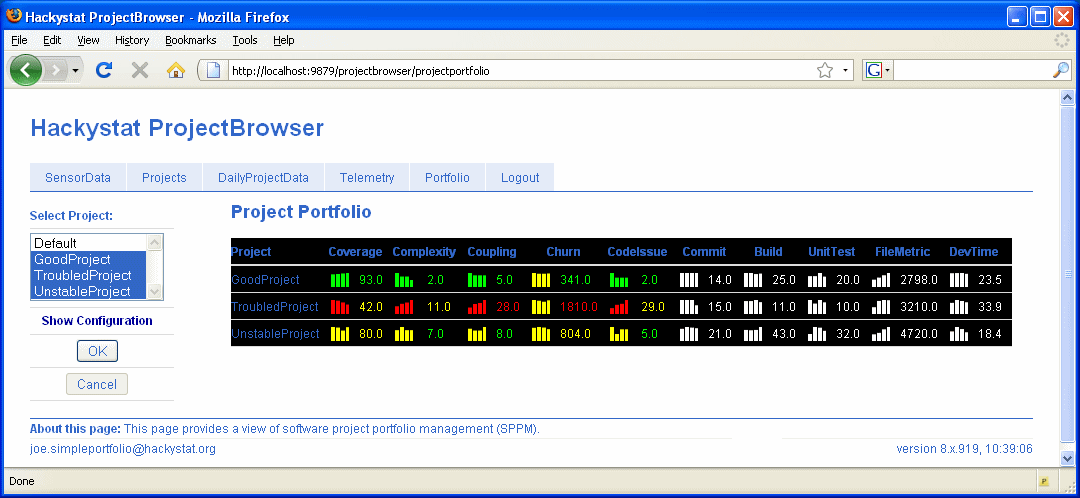 Hackystat ProjectBrowser - Mozilla Firefox
File Edit View History Bookmarks Tools Help
http://localhost:9879/projectbrowser/projectportfolio
G
Hackystat ProjectBrowser
SensorData Projects DailyProjectData Telemetry Portfolio Logout
Select Project:
Default
GoodProject
TroubledProject
UnstableProject
Show Configuration
OK
Cancel
Project Portfolio
Project Coverage Complexity Coupling Churn CodeIssue Commit Build UnitTest FileMetric DevTime
GoodProject 93.0 2.0 5.0 341.0 2.0 14.0 25.0 20.0 2798.0 23.5
TroubledProject 42.0 11.0 28.0 1810.0 29.0 15.0 11.0 10.0 3210.0 33.9
UnstableProject 80.0 7.0 8.0 804.0 5.0 21.0 43.0 32.0 4720.0 18.4
About this page: This page provides a view of software project portfolio management (SPPM).
joe.simpleportfolio@hackystat.org version 8.x.919, 10:39:06
Done
P